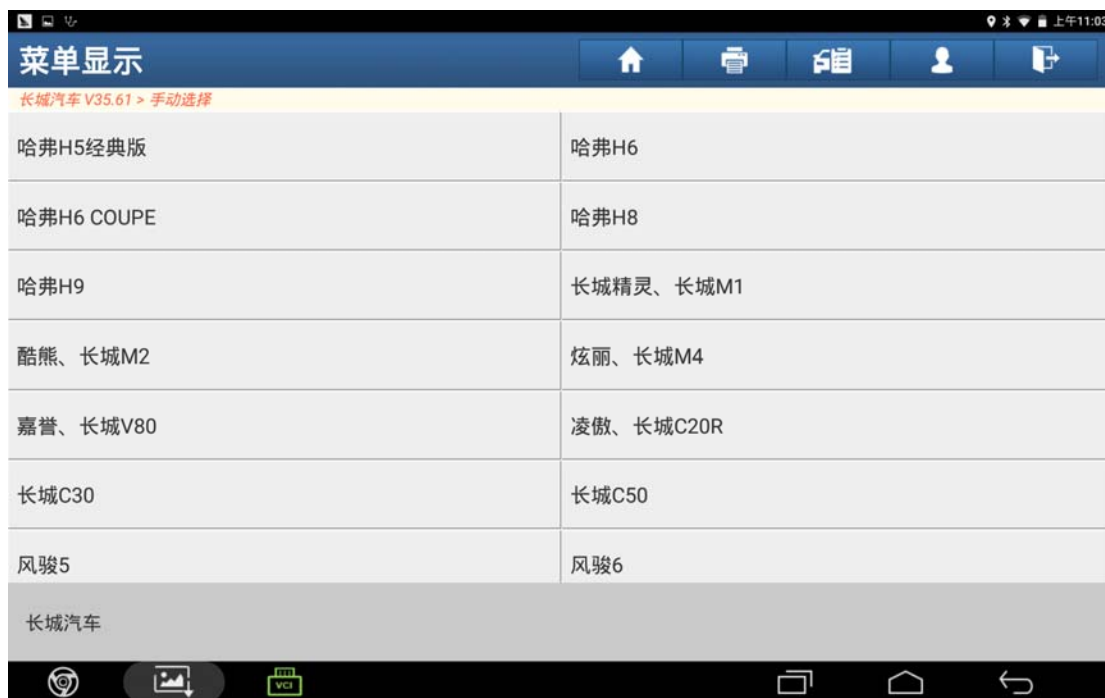 上午11:03
菜单显示
长城汽车 V35.61 > 手动选择
哈弗H5经典版
哈弗H6
哈弗H6 COUPE
哈弗H8
哈弗H9
长城精灵、长城M1
酷熊、长城M2
炫丽、长城M4
嘉誉、长城V80
凌傲、长城C20R
长城C30
长城C50
风骏5
风骏6
长城汽车
VCI